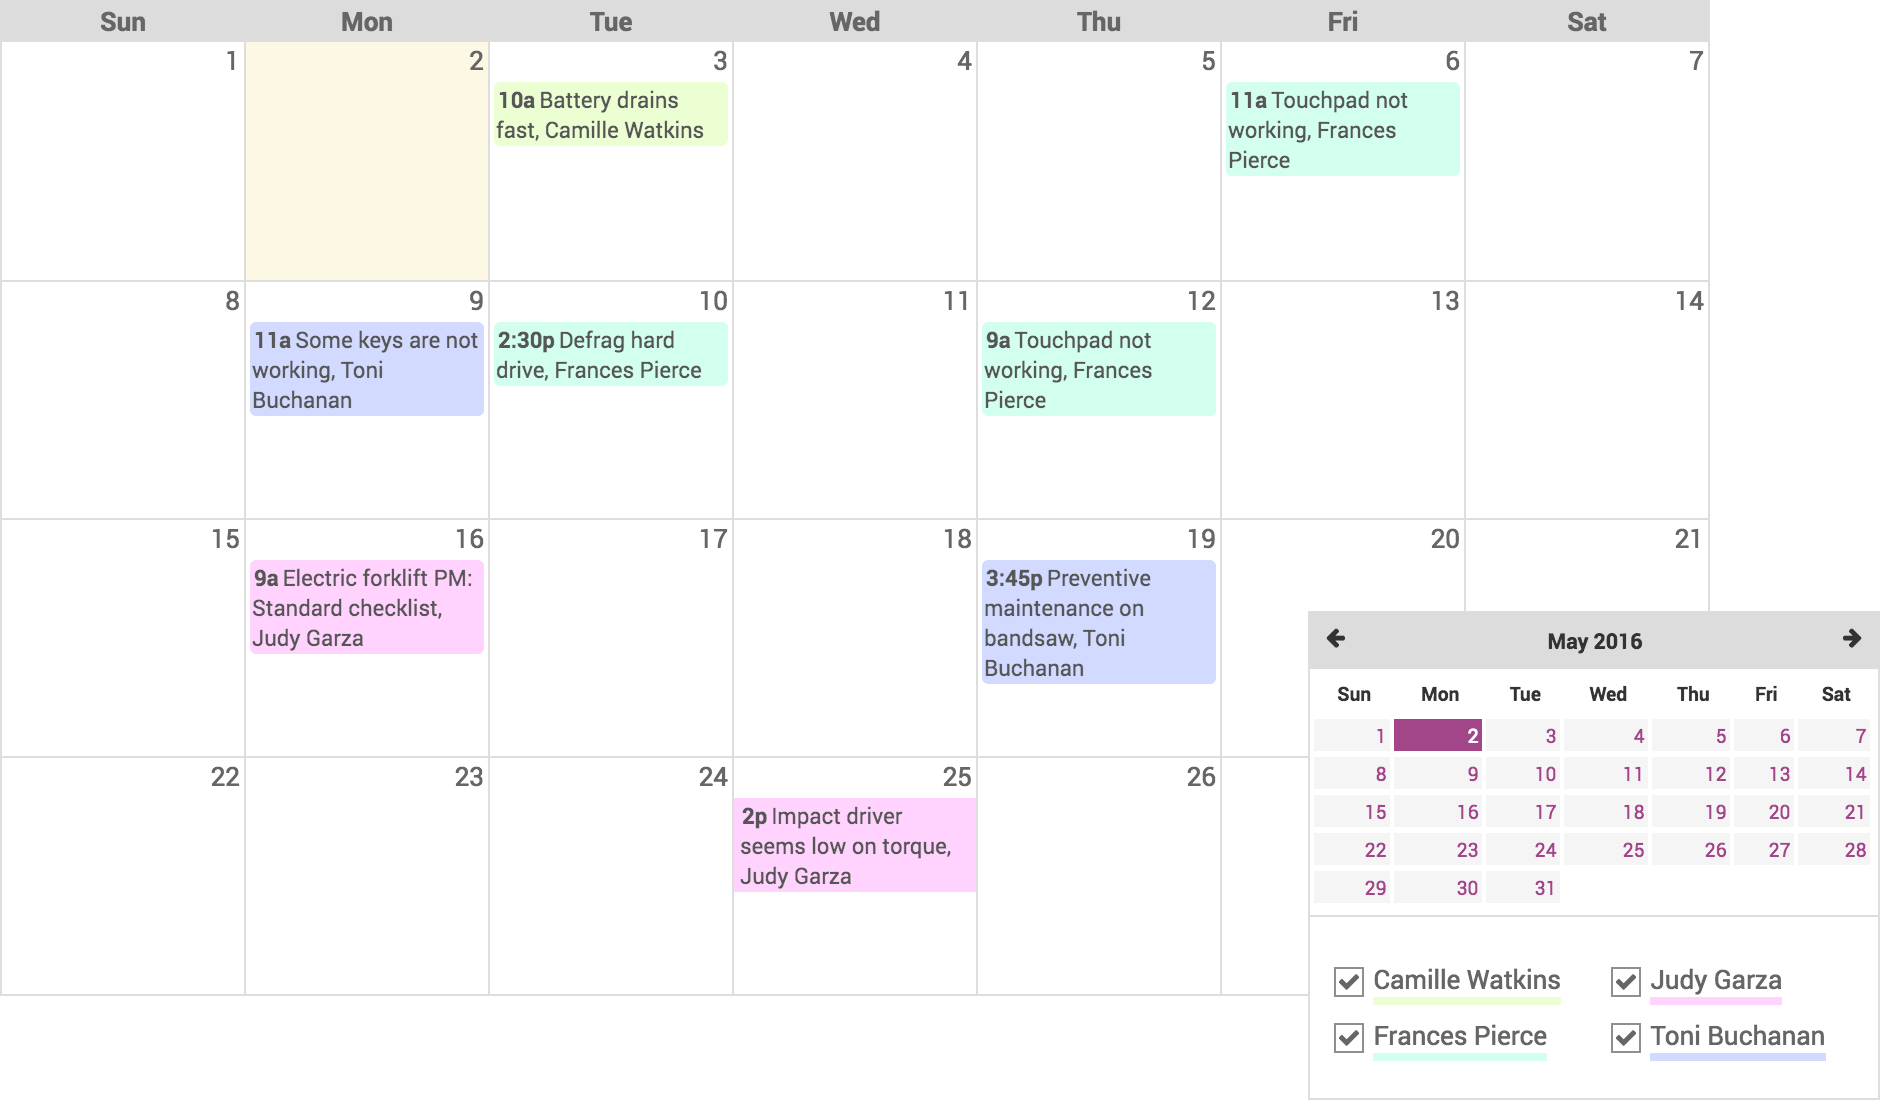 Sun Mon Tue Wed Thu Fri Sat
1 2 3 4 5 6 7
10a Battery drains
fast, Camille Watkins
11a Touchpad not
working, Frances
Pierce
8 9 10 11 12 13 14
11a Some keys are not
working, Toni
Buchanan
2:30p Defrag hard
drive, Frances Pierce
9a Touchpad not
working, Frances
Pierce
15 16 17 18 19 20 21
9a Electric forklift PM:
Standard checklist,
Judy Garza
3:45p Preventive
maintenance on
bandsaw, Toni
Buchanan
22 23 24 25 26
2p Impact driver
seems low on torque,
Judy Garza
May 2016
Sun Mon Tue Wed Thu Fri Sat
1 2 3 4 5 6 7
8 9 10 11 12 13 14
15 16 17 18 19 20 21
22 23 24 25 26 27 28
29 30 31
Camille Watkins Judy Garza
Frances Pierce Toni Buchanan